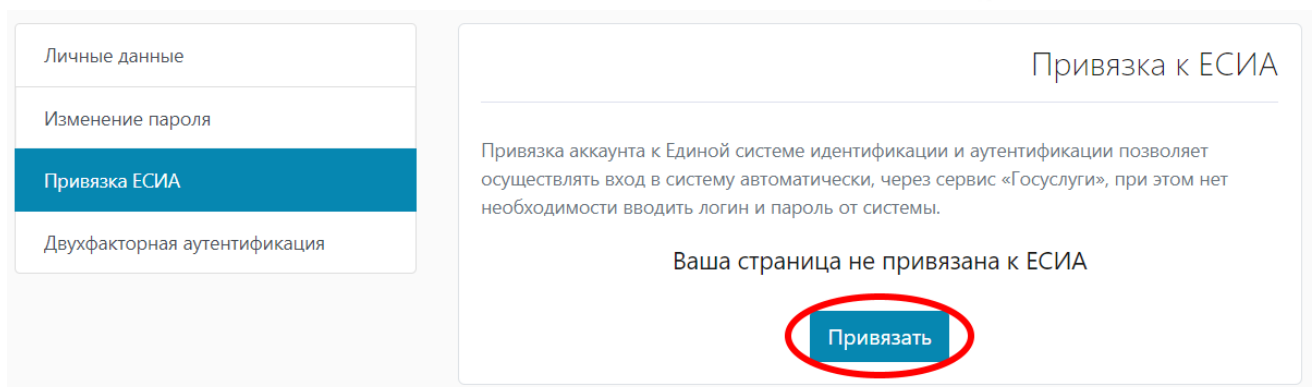 Личные данные
Изменение пароля
Привязка ЕСИА
Двухфакторная аутентификация
Привязка к ЕСИА
Привязка аккаунта к Единой системе идентификации и аутентификации позволяет
осуществлять вход в систему автоматически, через сервис «Госуслуги», при этом нет
необходимости вводить логин и пароль от системы.
Ваша страница не привязана к ЕСИА
Привязать